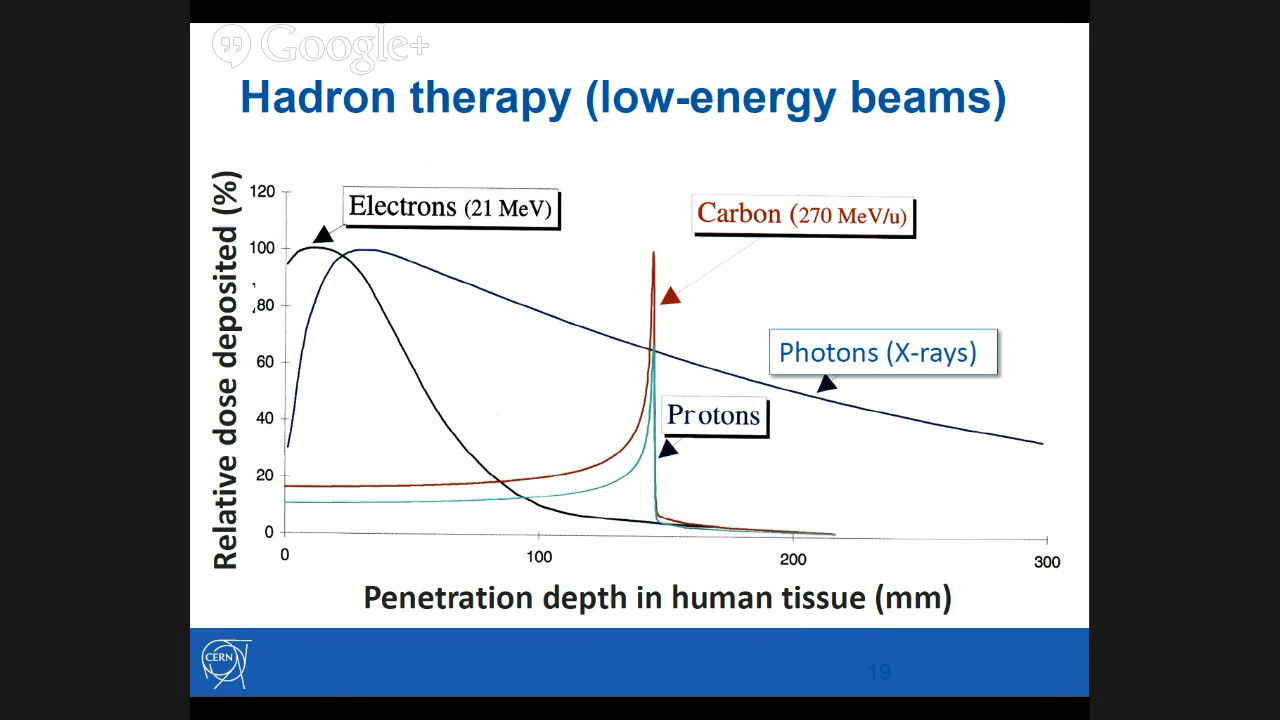 Google+
Hadron therapy (low-energy beams)
Relative dose deposited (%)
120
100
80
60
40
20
0
Electrons (21 MeV)
Carbon (270 MeV/u)
Photons (X-rays)
Protons
0
100
200
300
Penetration depth in human tissue (mm)
CERN
19